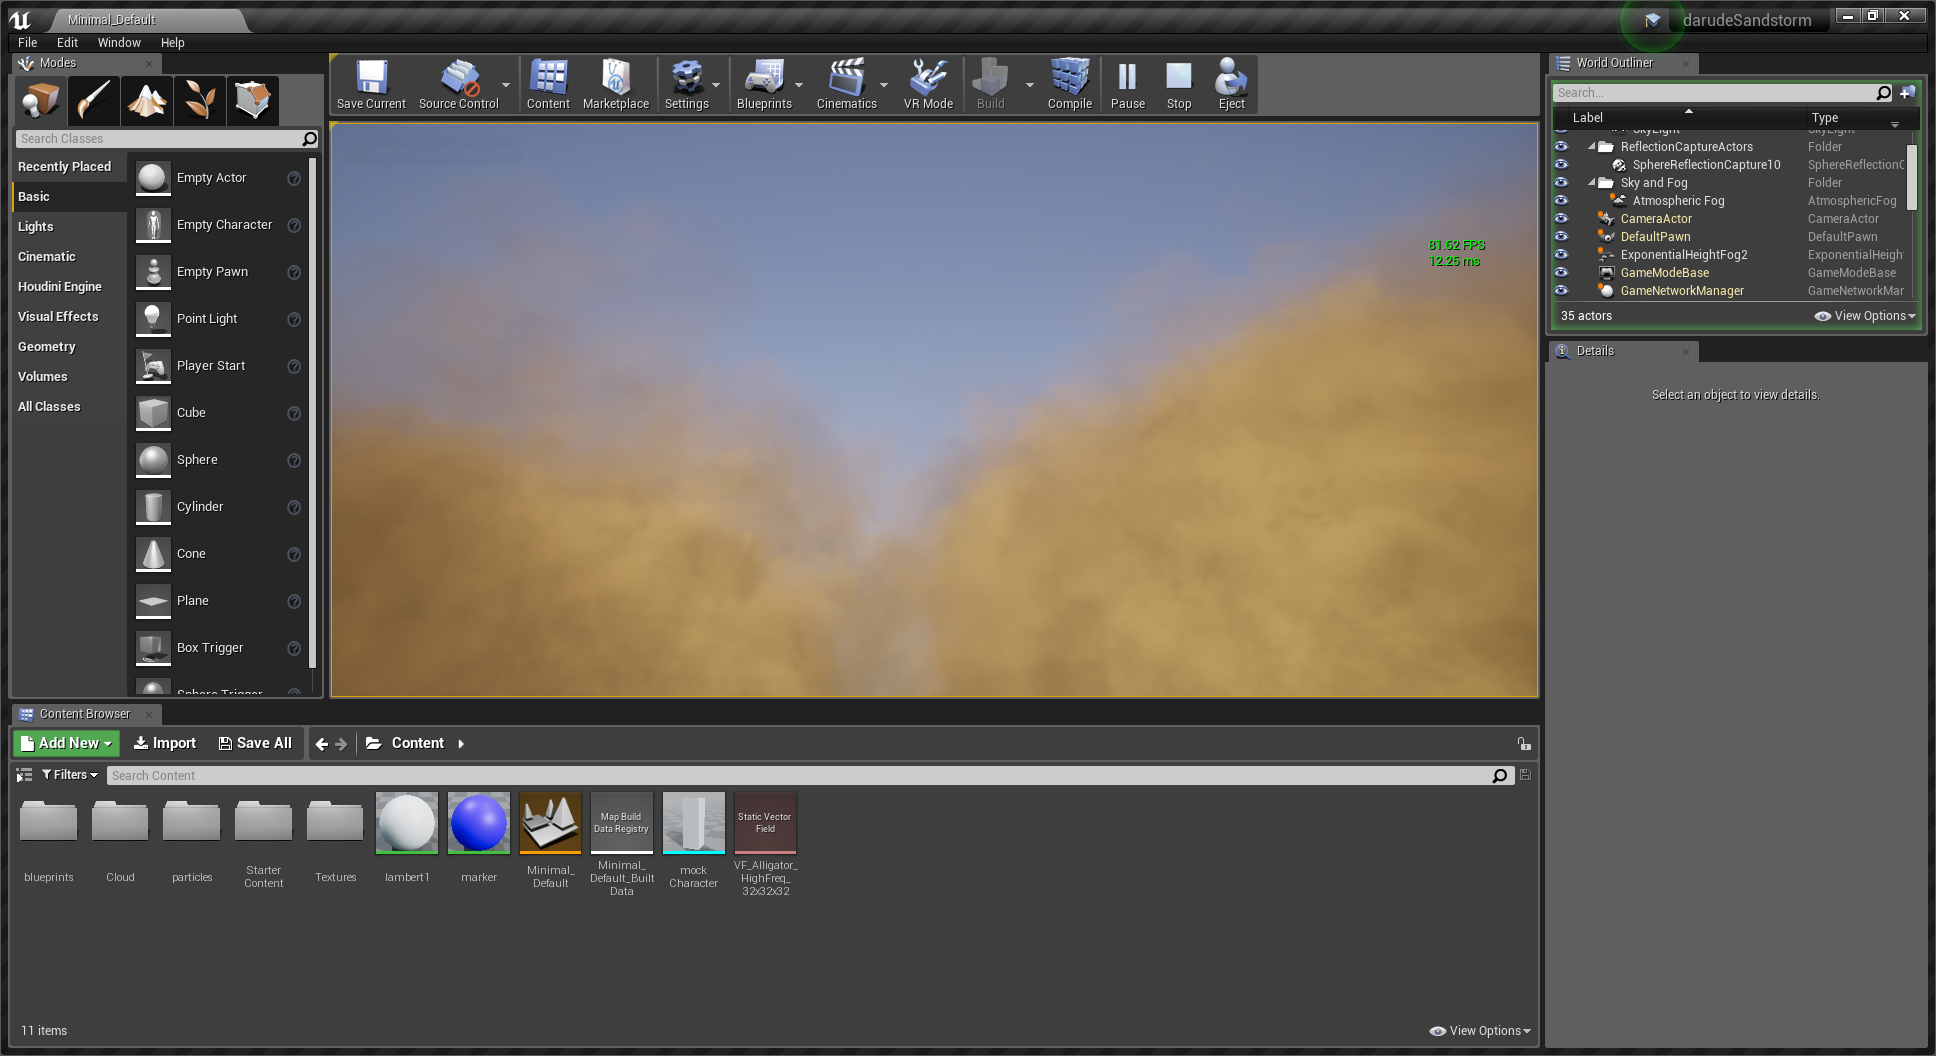 Minimal_Default
darudeSandstorm
File Edit Window Help
Modes
Search Classes
Recently Placed
Basic
Lights
Cinematic
Houdini Engine
Visual Effects
Geometry
Volumes
All Classes
Empty Actor
Empty Character
Empty Pawn
Point Light
Player Start
Cube
Sphere
Cylinder
Cone
Plane
Box Trigger
Sphere Trigger
Save Current
Source Control
Content
Marketplace
Settings
Blueprints
Cinematics
VR Mode
Build
Compile
Pause
Stop
Eject
81.62 FPS
12.25 ms
World Outliner
Search...
Label Type
SkyLight SkyLight
ReflectionCaptureActors Folder
SphereReflectionCapture10 SphereReflectionC
Sky and Fog Folder
Atmospheric Fog AtmosphericFog
CameraActor CameraActor
DefaultPawn DefaultPawn
ExponentialHeightFog2 ExponentialHeigh
GameModeBase GameModeBase
GameNetworkManager GameNetworkMar
35 actors
View Options
Details
Select an object to view details.
Content Browser
Add New Import Save All Content
Filters
Search Content
blueprints
Cloud
particles
Starter
Content
Textures
lambert1
marker
Minimal_
Default
Map Build
Data Registry
Minimal_
Default_Built
Data
mock
Character
Static Vector
Field
VF_Alligator_
HighFreq_
32x32x32
11 items
View Options